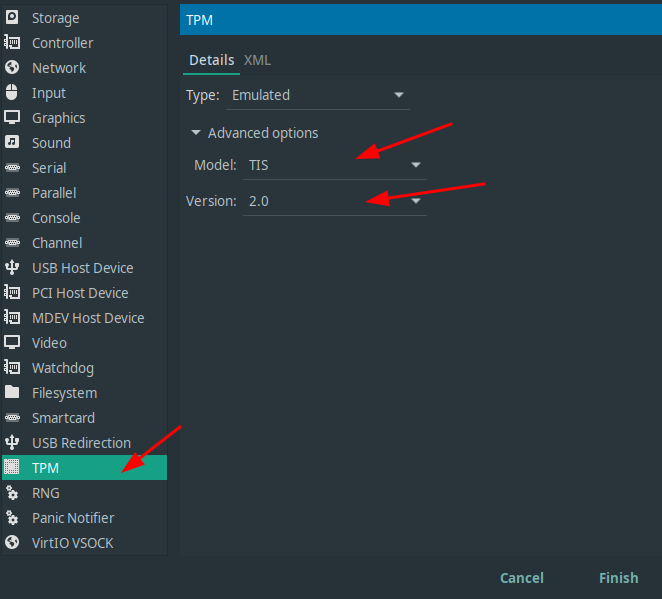 Storage
Controller
Network
Input
Graphics
Sound
Serial
Parallel
Console
Channel
USB Host Device
PCI Host Device
MDEV Host Device
Video
Watchdog
Filesystem
Smartcard
USB Redirection
TPM
RNG
Panic Notifier
VirtIO VSOCK
TPM
Details XML
Type: Emulated
Advanced options
Model: TIS
Version: 2.0
Cancel Finish